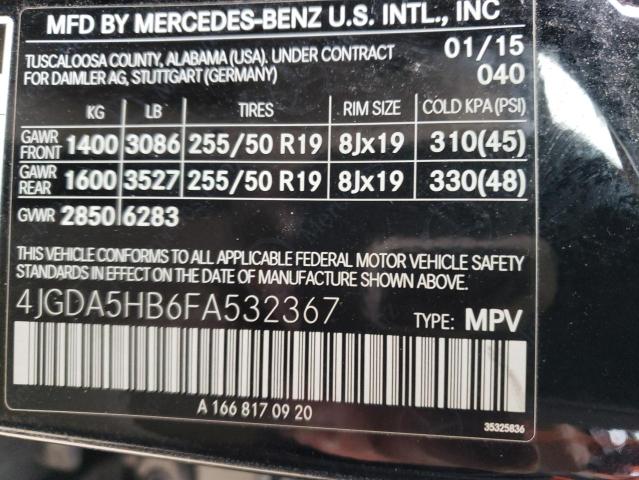 MFD BY MERCEDES-BENZ U.S. INTL., INC
TUSCALOOSA COUNTY, ALABAMA (USA). UNDER CONTRACT 01/15
FOR DAIMLER AG, STUTTGART (GERMANY) 040
KG LB TIRES RIM SIZE COLD KPA (PSI)
GAWR FRONT 1400 3086 255/50 R19 8Jx19 310(45)
GAWR REAR 1600 3527 255/50 R19 8Jx19 330(48)
GVWR 2850 6283
THIS VEHICLE CONFORMS TO ALL APPLICABLE FEDERAL MOTOR VEHICLE SAFETY
STANDARDS IN EFFECT ON THE DATE OF MANUFACTURE SHOWN ABOVE.
4JGDA5HB6FA532367 TYPE: MPV
A 166 817 09 20
35325836